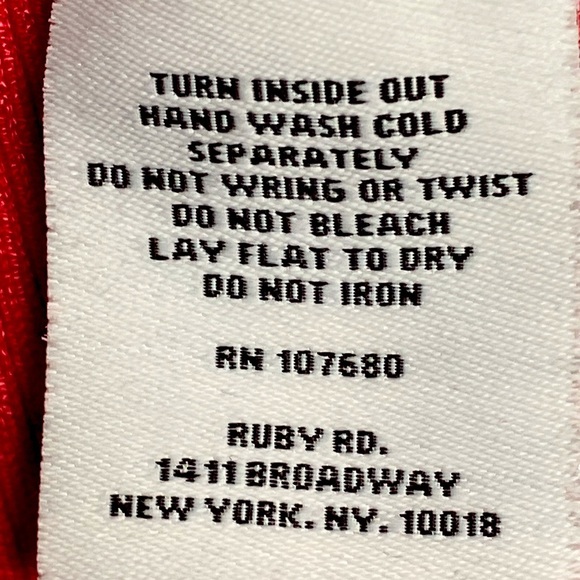 TURN INSIDE OUT
HAND WASH COLD
SEPARATELY
DO NOT WRING OR TWIST
DO NOT BLEACH
LAY FLAT TO DRY
DO NOT IRON
RN 107680
RUBY RD.
1411 BROADWAY
NEW YORK. NY. 10018